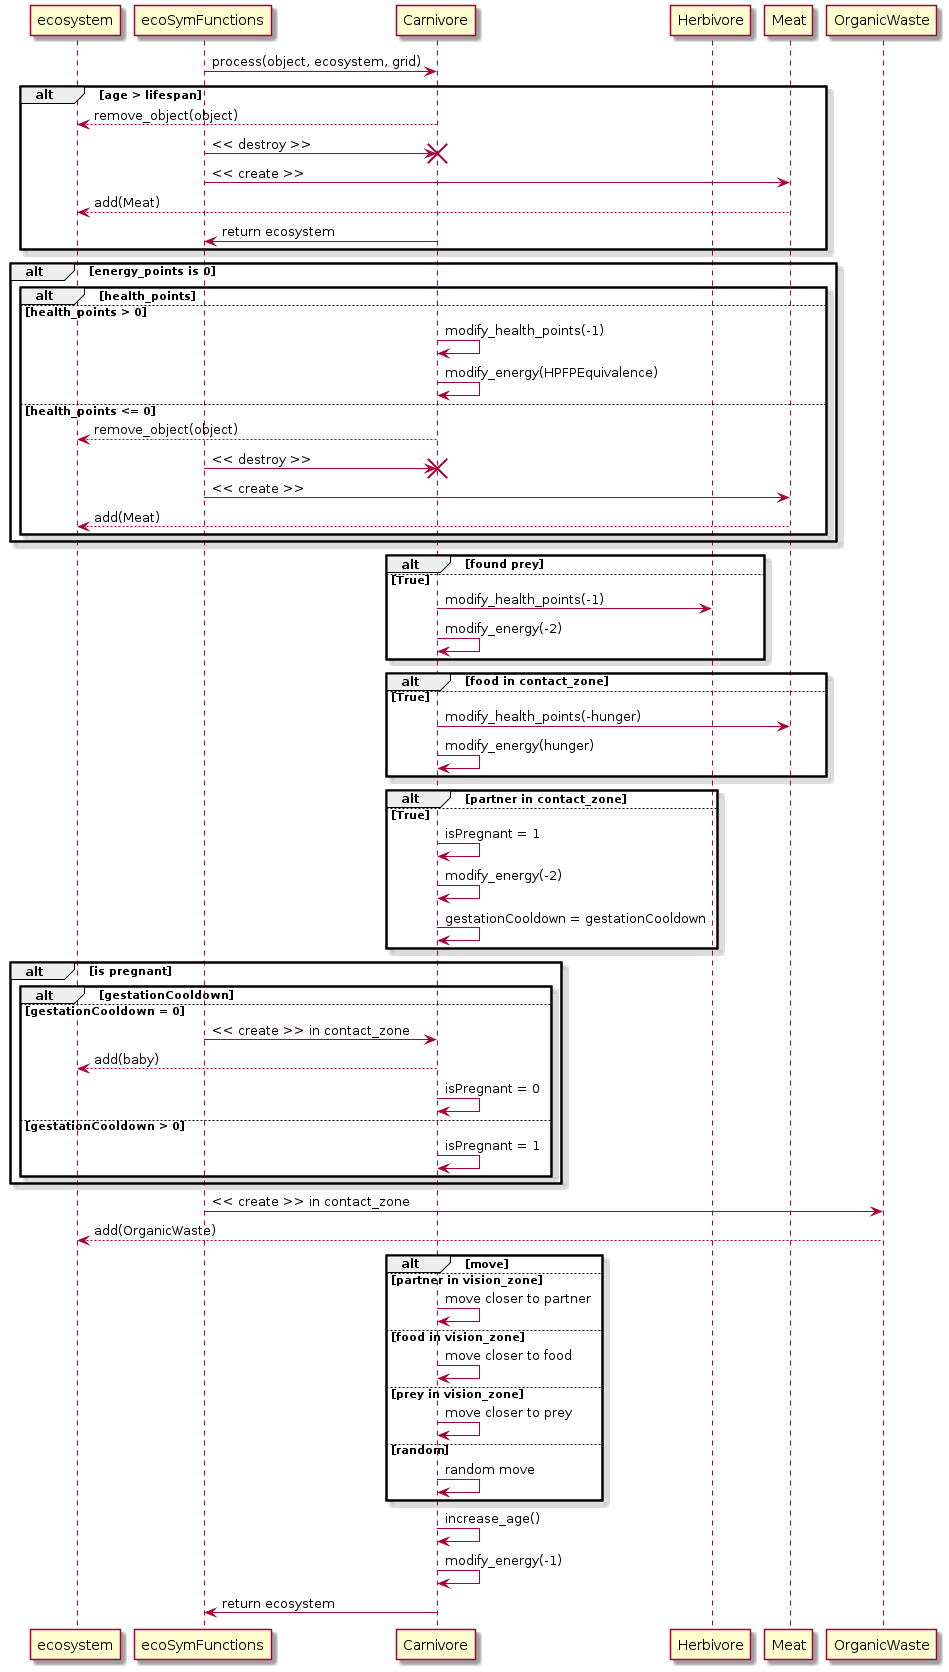 ecosystem ecoSymFunctions Carnivore Herbivore Meat OrganicWaste
process(object, ecosystem, grid)
alt [age > lifespan]
remove_object(object)
<< destroy >>
<< create >>
add(Meat)
return ecosystem
alt [energy_points is 0]
alt [health_points]
[health_points > 0]
modify_health_points(-1)
modify_energy(HPFPEquivalence)
[health_points <= 0]
remove_object(object)
<< destroy >>
<< create >>
add(Meat)
alt [found prey]
[True]
modify_health_points(-1)
modify_energy(-2)
alt [food in contact_zone]
[True]
modify_health_points(-hunger)
modify_energy(hunger)
alt [partner in contact_zone]
[True]
isPregnant = 1
modify_energy(-2)
gestationCooldown = gestationCooldown
alt [is pregnant]
alt [gestationCooldown]
[gestationCooldown = 0]
<< create >> in contact_zone
add(baby)
isPregnant = 0
[gestationCooldown > 0]
isPregnant = 1
<< create >> in contact_zone
add(OrganicWaste)
alt [move]
[partner in vision_zone]
move closer to partner
[food in vision_zone]
move closer to food
[prey in vision_zone]
move closer to prey
[random]
random move
increase_age()
modify_energy(-1)
return ecosystem
ecosystem ecoSymFunctions Carnivore Herbivore Meat OrganicWaste